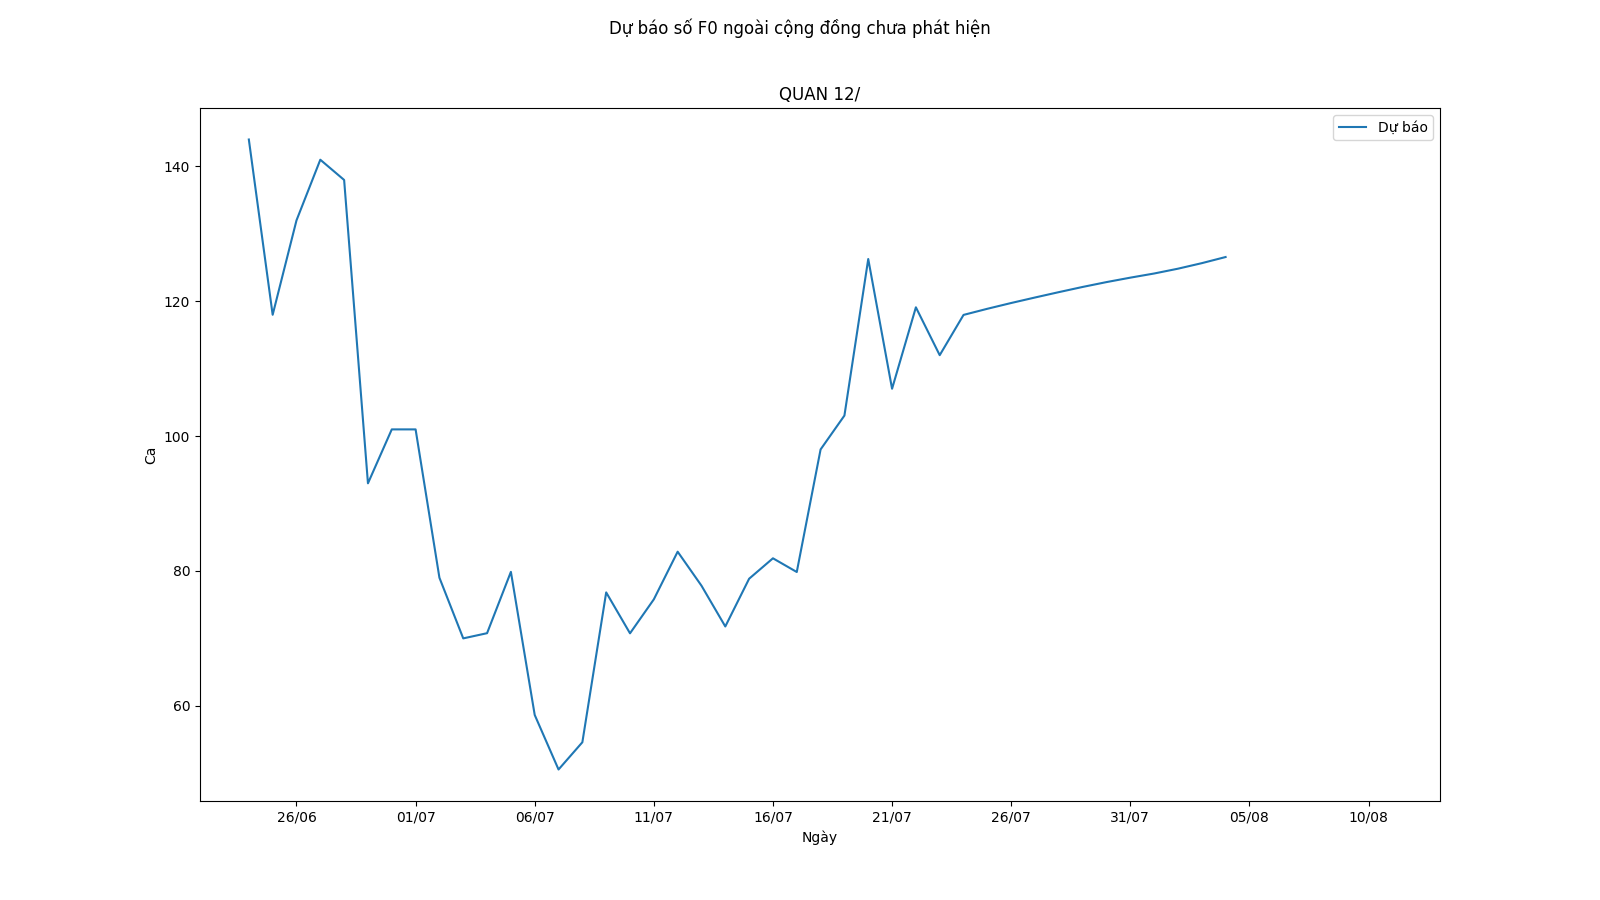 Dự báo số F0 ngoài cộng đồng chưa phát hiện
QUAN 12/
Dự báo
140
120
100
80
60
Ca
26/06 01/07 06/07 11/07 16/07 21/07 26/07 31/07 05/08 10/08
Ngày